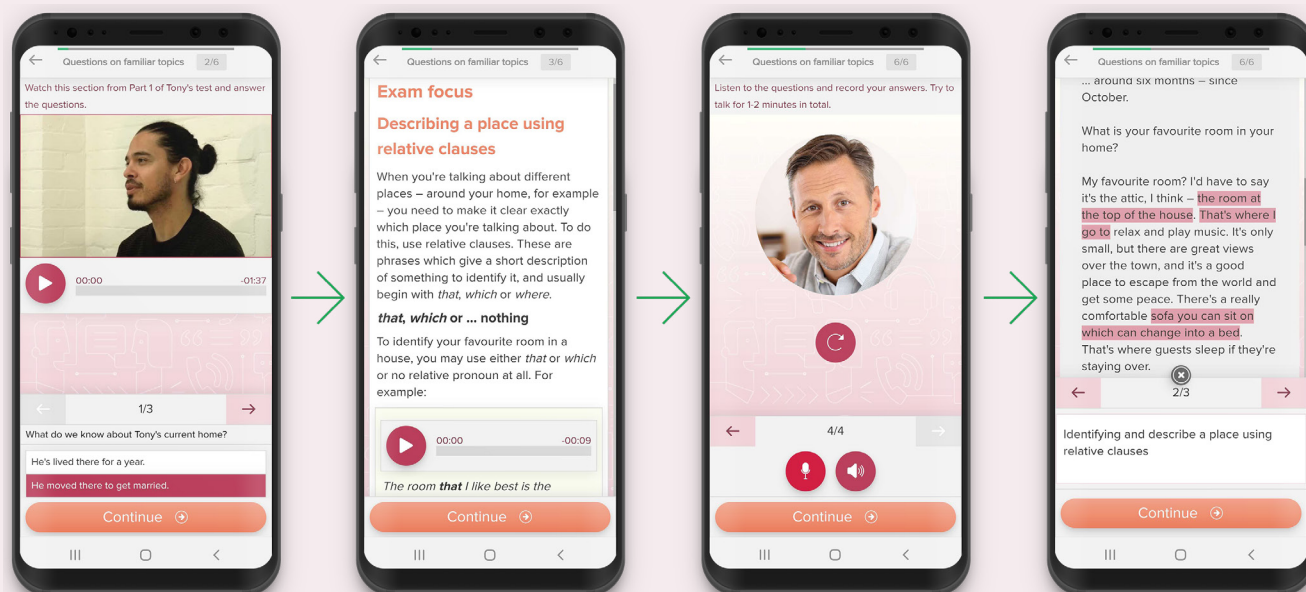 Questions on familiar topics 2/6
Watch this section from Part 1 of Tony's test and answer
the questions.
00:00 -01:37
1/3
What do we know about Tony's current home?
He's lived there for a year.
He moved there to get married.
Continue
Questions on familiar topics 3/6
Exam focus
Describing a place using
relative clauses
When you're talking about different
places – around your home, for example
– you need to make it clear exactly
which place you're talking about. To do
this, use relative clauses. These are
phrases which give a short description
of something to identify it, and usually
begin with that, which or where.
that, which or ... nothing
To identify your favourite room in a
house, you may use either that or which
or no relative pronoun at all. For
example:
00:00 -00:09
The room that I like best is the
Continue
Questions on familiar topics 6/6
Listen to the questions and record your answers. Try to
talk for 1-2 minutes in total.
4/4
Continue
Questions on familiar topics 6/6
... around six months – since
October.
What is your favourite room in your
home?
My favourite room? I'd have to say
it's the attic, I think – the room at
the top of the house. That's where I
go to relax and play music. It's only
small, but there are great views
over the town, and it's a good
place to escape from the world and
get some peace. There's a really
comfortable sofa you can sit on
which can change into a bed.
That's where guests sleep if they're
staying over.
2/3
Identifying and describe a place using
relative clauses
Continue